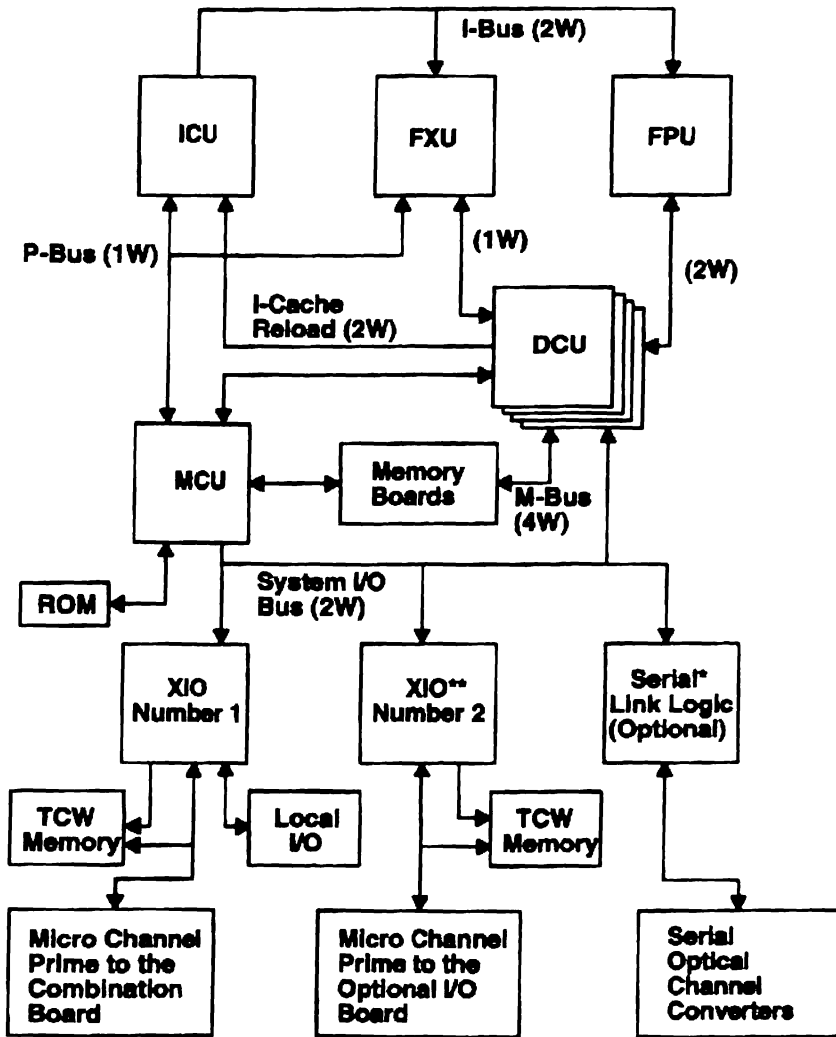 I-Bus (2W)
ICU
FXU
FPU
P-Bus (1W)
(1W)
(2W)
I-Cache
Reload (2W)
DCU
MCU
Memory
Boards
M-Bus
(4W)
ROM
System I/O
Bus (2W)
XIO
Number 1
XIO**
Number 2
Serial*
Link Logic
(Optional)
TCW
Memory
Local
I/O
TCW
Memory
Micro Channel
Prime to the
Combination
Board
Micro Channel
Prime to the
Optional I/O
Board
Serial
Optical
Channel
Converters